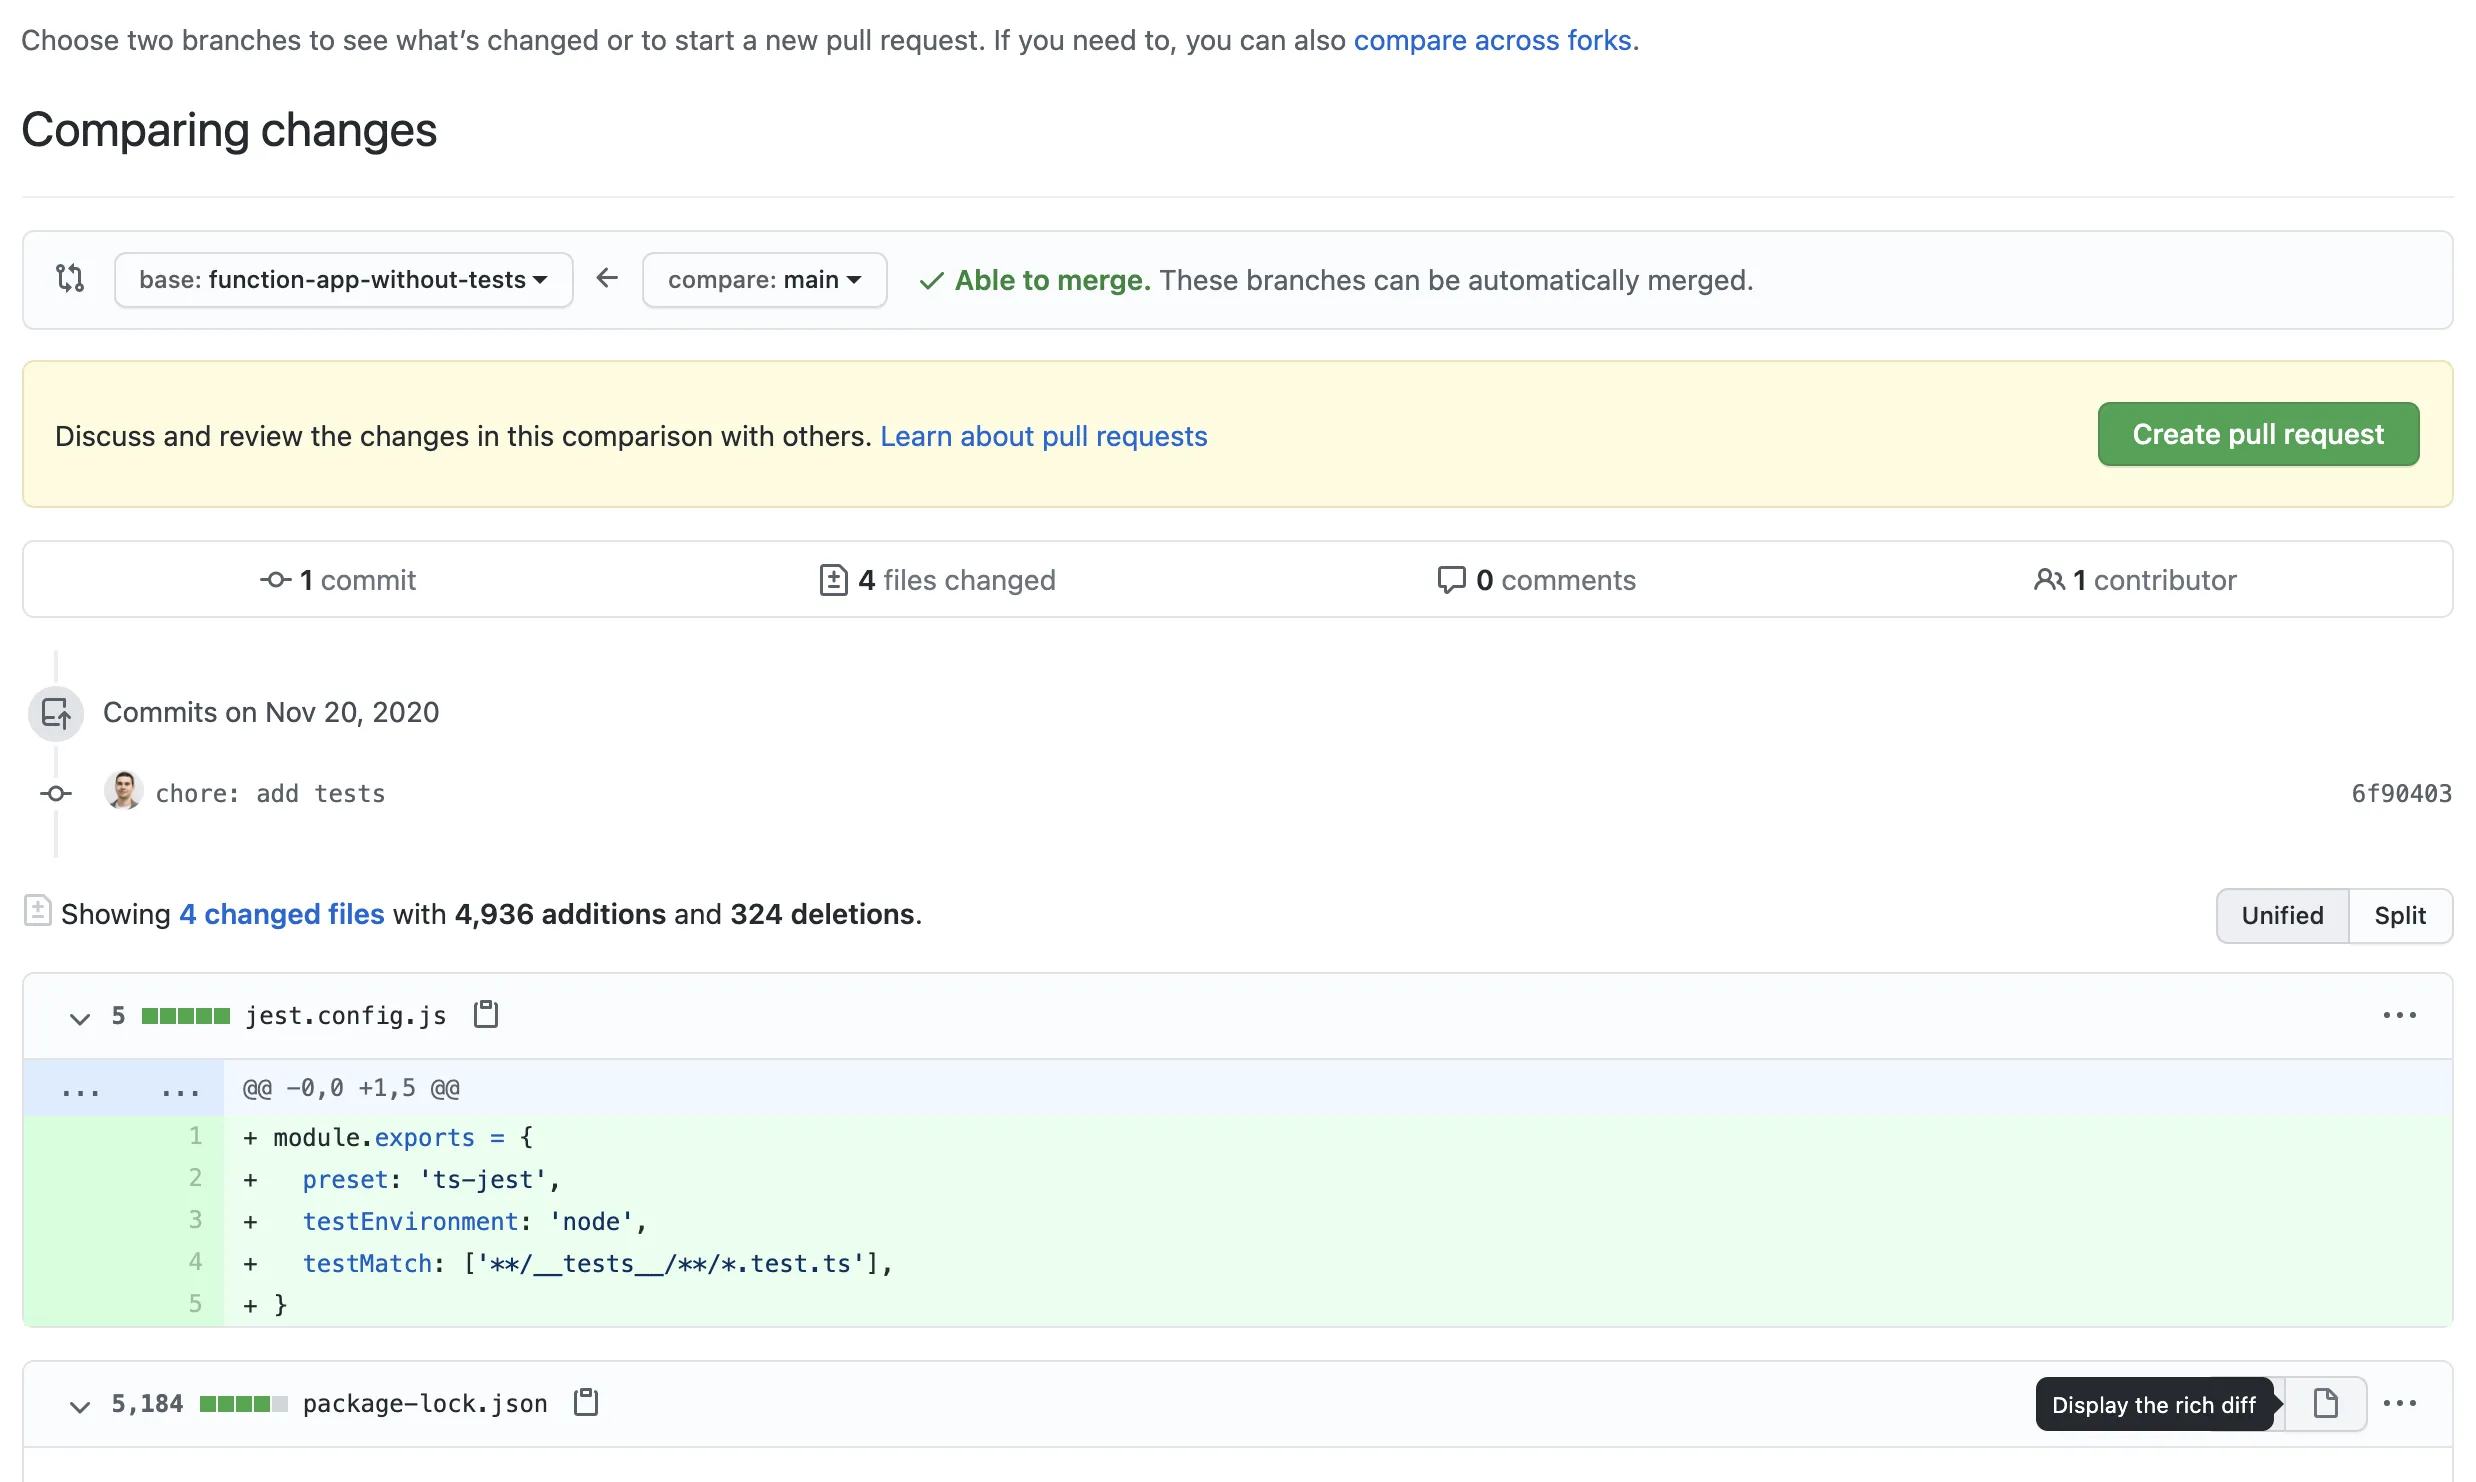 Choose two branches to see what’s changed or to start a new pull request. If you need to, you can also compare across forks.
Comparing changes
base: function-app-without-tests
compare: main
Able to merge. These branches can be automatically merged.
Discuss and review the changes in this comparison with others. Learn about pull requests
Create pull request
1 commit
4 files changed
0 comments
1 contributor
Commits on Nov 20, 2020
chore: add tests
6f90403
Showing 4 changed files with 4,936 additions and 324 deletions.
Unified
Split
5 jest.config.js
... ... @@ -0,0 +1,5 @@
1 + module.exports = {
2 +   preset: 'ts-jest',
3 +   testEnvironment: 'node',
4 +   testMatch: ['**/__tests__/**/*.test.ts'],
5 + }
5,184 package-lock.json
Display the rich diff